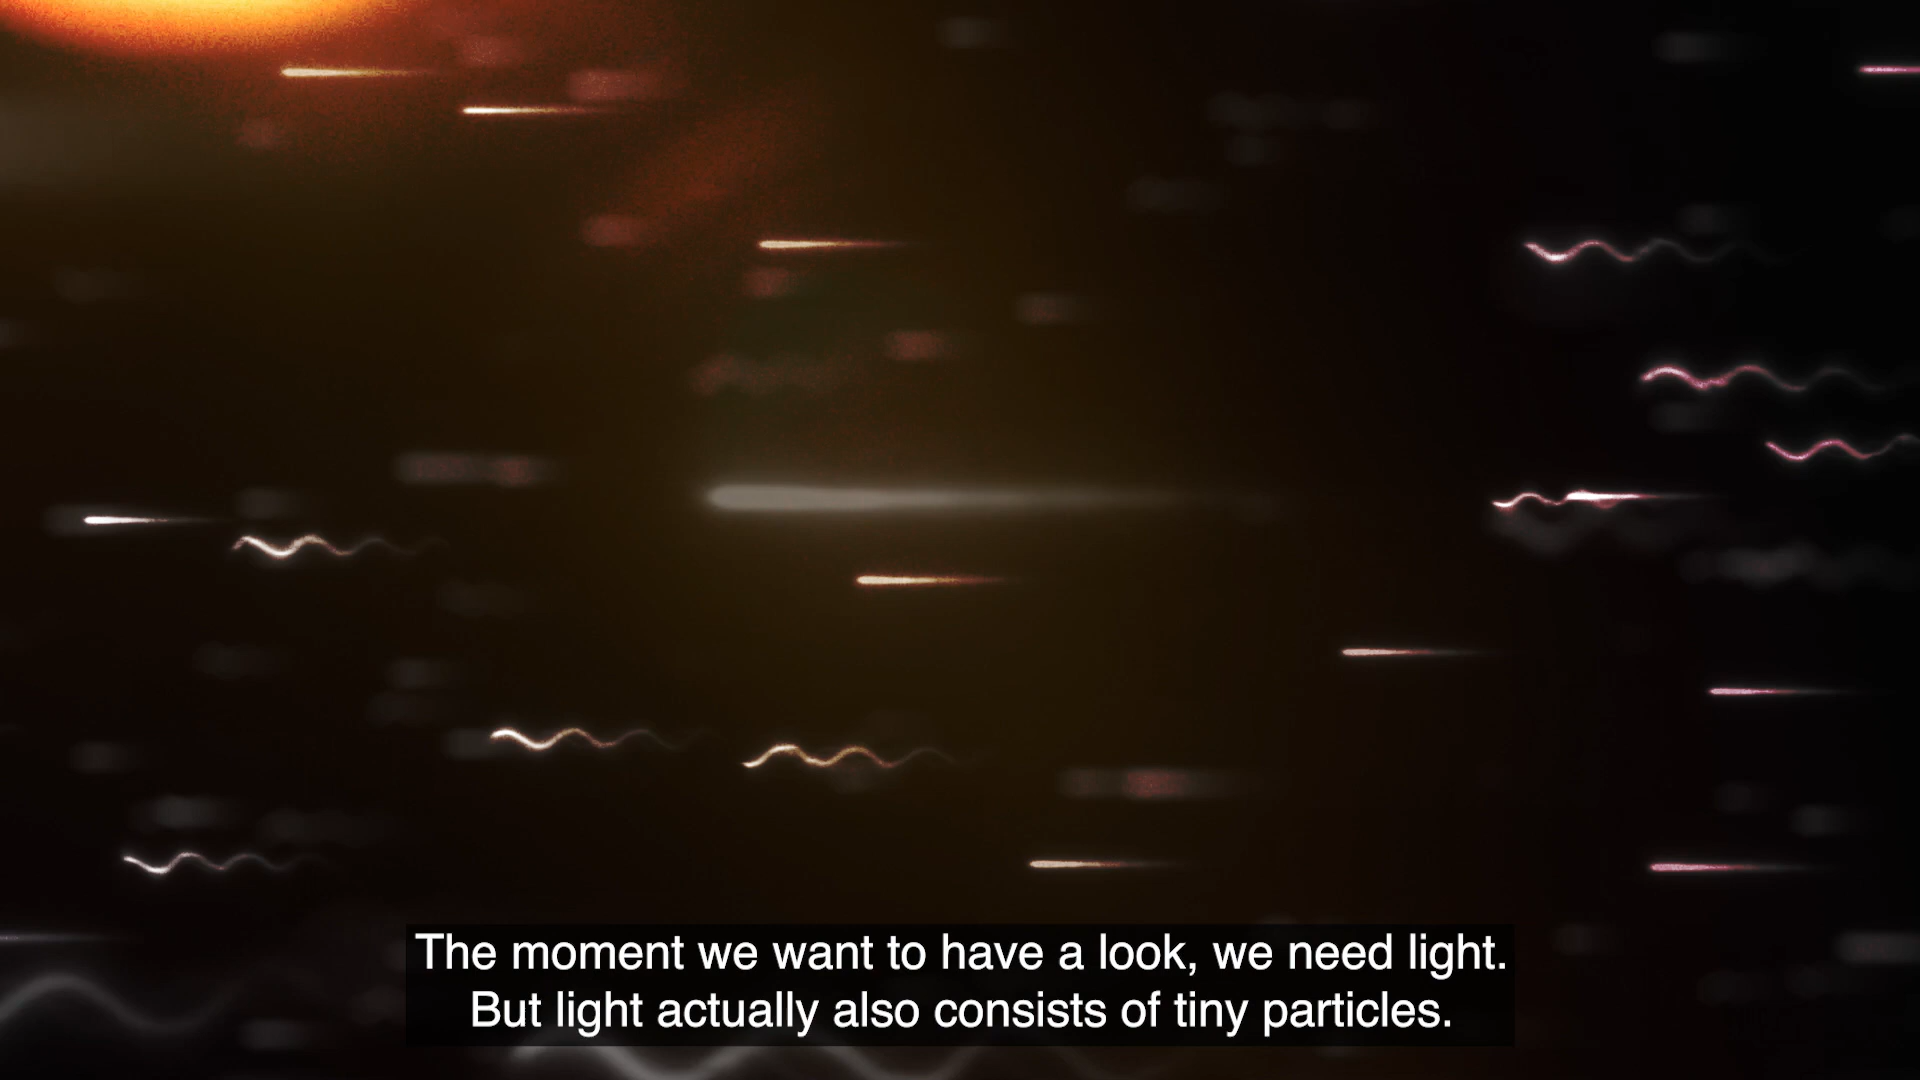 The moment we want to have a look, we need light.
But light actually also consists of tiny particles.